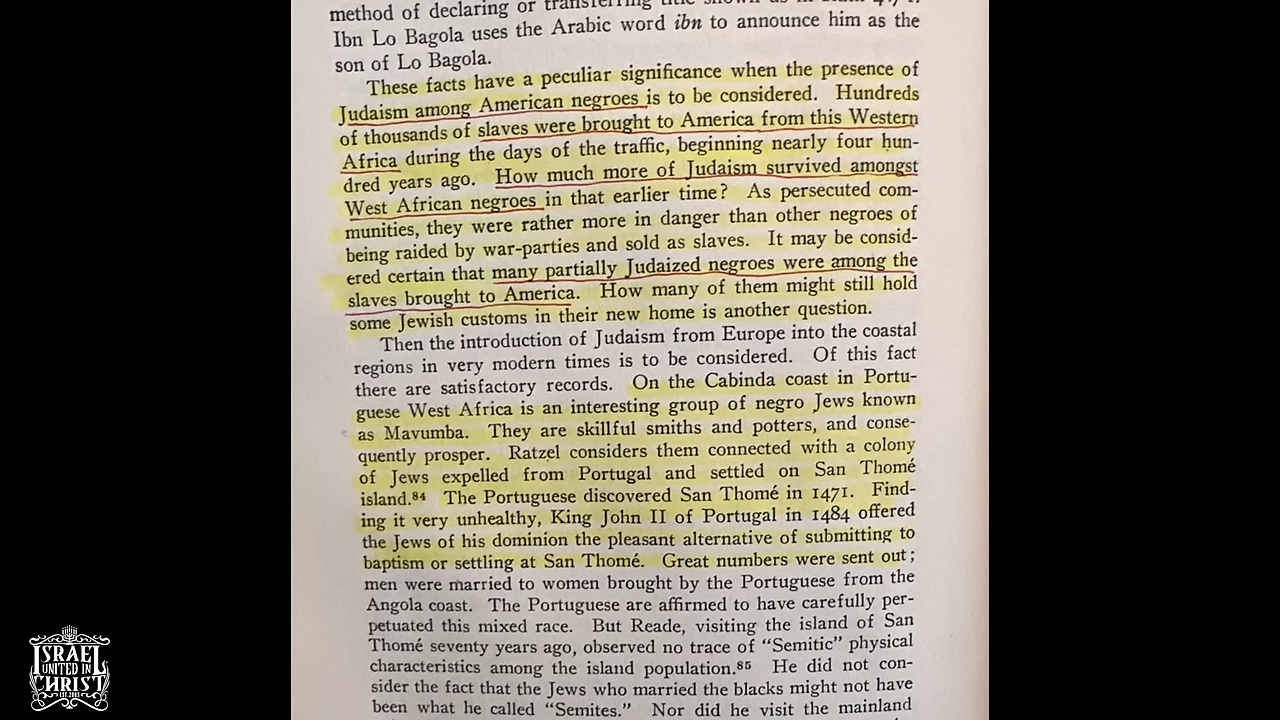 method of declaring or transferring title shown as in
Ibn Lo Bagola uses the Arabic word ibn to announce him as the
son of Lo Bagola.
These facts have a peculiar significance when the presence of
Judaism among American negroes is to be considered. Hundreds
of thousands of slaves were brought to America from this Western
Africa during the days of the traffic, beginning nearly four hun-
dred years ago. How much more of Judaism survived amongst
West African negroes in that earlier time? As persecuted com-
munities, they were rather more in danger than other negroes of
being raided by war-parties and sold as slaves. It may be consid-
ered certain that many partially Judaized negroes were among the
slaves brought to America. How many of them might still hold
some Jewish customs in their new home is another question.
Then the introduction of Judaism from Europe into the coastal
regions in very modern times is to be considered. Of this fact
there are satisfactory records. On the Cabinda coast in Portu-
guese West Africa is an interesting group of negro Jews known
as Mavumba. They are skillful smiths and potters, and conse-
quently prosper. Ratzel considers them connected with a colony
of Jews expelled from Portugal and settled on San Thomé
island.84 The Portuguese discovered San Thomé in 1471. Find-
ing it very unhealthy, King John II of Portugal in 1484 offered
the Jews of his dominion the pleasant alternative of submitting to
baptism or settling at San Thomé. Great numbers were sent out;
men were married to women brought by the Portuguese from the
Angola coast. The Portuguese are affirmed to have carefully per-
petuated this mixed race. But Reade, visiting the island of San
Thomé seventy years ago, observed no trace of "Semitic" physical
characteristics among the island population.85 He did not con-
sider the fact that the Jews who married the blacks might not have
been what he called "Semites." Nor did he visit the mainland
ISRAEL
UNITED IN
CHRIST
EST. 2003